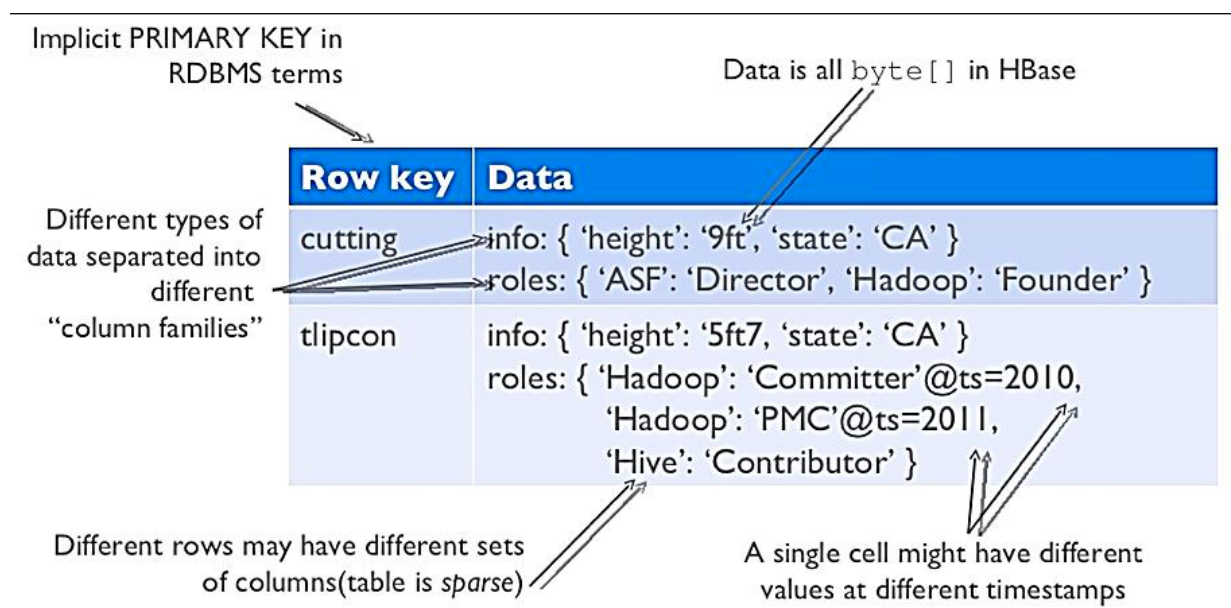 Implicit PRIMARY KEY in
RDBMS terms
Data is all byte[] in HBase
Row key Data
Different types of
data separated into
different
“column families”
cutting
info: { ‘height’: ‘9ft’, ‘state’: ‘CA’ }
roles: { ‘ASF’: ‘Director’, ‘Hadoop’: ‘Founder’ }
tlipcon
info: { ‘height’: ‘5ft7, ‘state’: ‘CA’ }
roles: { ‘Hadoop’: ‘Committer’@ts=2010,
‘Hadoop’: ‘PMC’@ts=2011,
‘Hive’: ‘Contributor’ }
Different rows may have different sets
of columns(table is sparse)
A single cell might have different
values at different timestamps